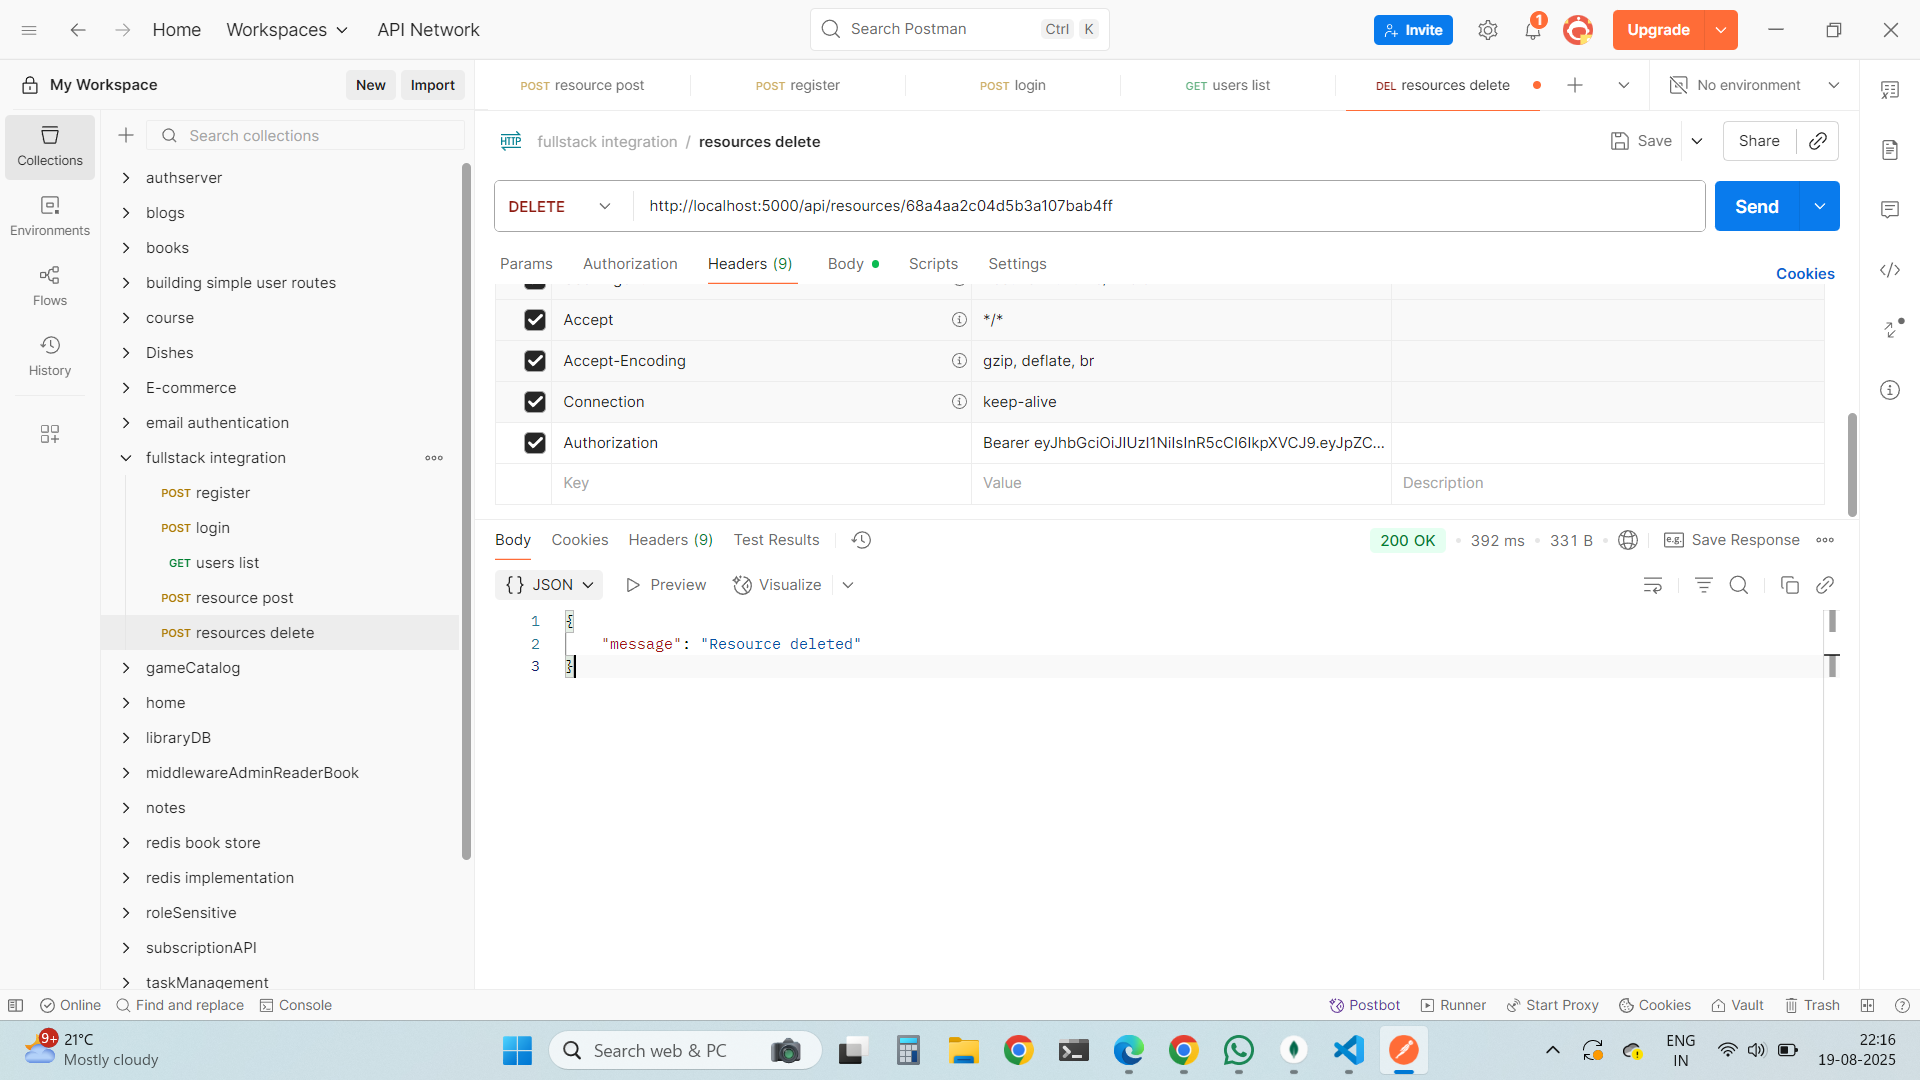 Home Workspaces API Network Search Postman Ctrl K Invite 1 Upgrade
My Workspace New Import POST resource post POST register POST login GET users list DEL resources delete No environment
Collections
Environments
Flows
History
Search collections
authserver
blogs
books
building simple user routes
course
Dishes
E-commerce
email authentication
fullstack integration
POST register
POST login
GET users list
POST resource post
POST resources delete
gameCatalog
home
libraryDB
middlewareAdminReaderBook
notes
redis book store
redis implementation
roleSensitive
subscriptionAPI
taskManagement
HTTP fullstack integration / resources delete Save Share
DELETE http://localhost:5000/api/resources/68a4aa2c04d5b3a107bab4ff Send
Params Authorization Headers (9) Body Scripts Settings Cookies
Accept */*
Accept-Encoding gzip, deflate, br
Connection keep-alive
Authorization Bearer eyJhbGciOiJIUzI1NiIsInR5cCI6IkpXVCJ9.eyJpZC...
Key Value Description
Body Cookies Headers (9) Test Results 200 OK 392 ms 331 B e.g. Save Response
{} JSON Preview Visualize
1 {
2 "message": "Resource deleted"
3 }
Online Find and replace Console Postbot Runner Start Proxy Cookies Vault Trash
9+ 21°C
Mostly cloudy
Search web & PC
ENG
IN
22:16
19-08-2025